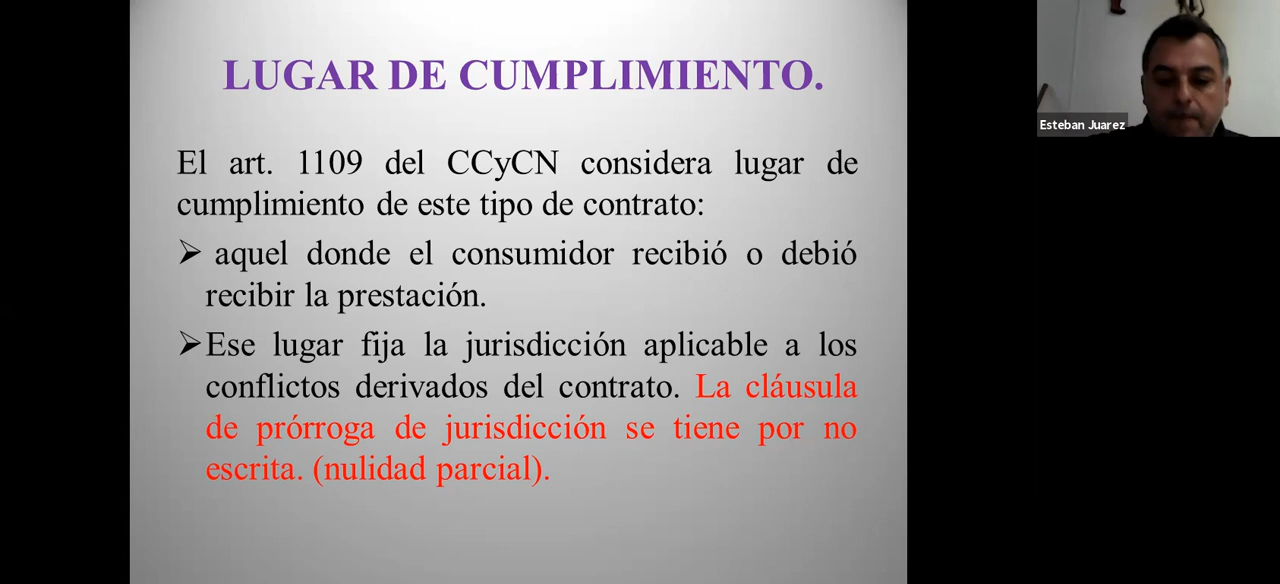 LUGAR DE CUMPLIMIENTO.
El art. 1109 del CCyCN considera lugar de
cumplimiento de este tipo de contrato:
➢ aquel donde el consumidor recibió o debió
recibir la prestación.
➢Ese lugar fija la jurisdicción aplicable a los
conflictos derivados del contrato. La cláusula
de prórroga de jurisdicción se tiene por no
escrita. (nulidad parcial).
Esteban Juarez